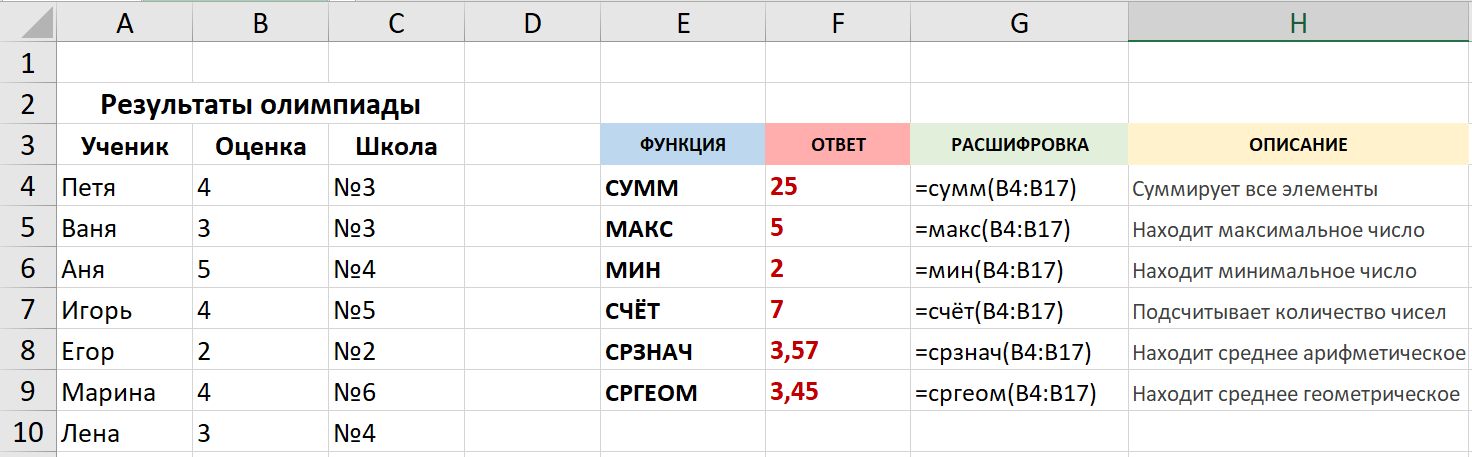 A B C D E F G H
1
2 Результаты олимпиады
3 Ученик Оценка Школа ФУНКЦИЯ ОТВЕТ РАСШИФРОВКА ОПИСАНИЕ
4 Петя 4 №3 СУММ 25 =сумм(B4:B17) Суммирует все элементы
5 Ваня 3 №3 МАКС 5 =макс(B4:B17) Находит максимальное число
6 Аня 5 №4 МИН 2 =мин(B4:B17) Находит минимальное число
7 Игорь 4 №5 СЧЁТ 7 =счёт(B4:B17) Подсчитывает количество чисел
8 Егор 2 №2 СРЗНАЧ 3,57 =срзнач(B4:B17) Находит среднее арифметическое
9 Марина 4 №6 СРГЕОМ 3,45 =сргеом(B4:B17) Находит среднее геометрическое
10 Лена 3 №4